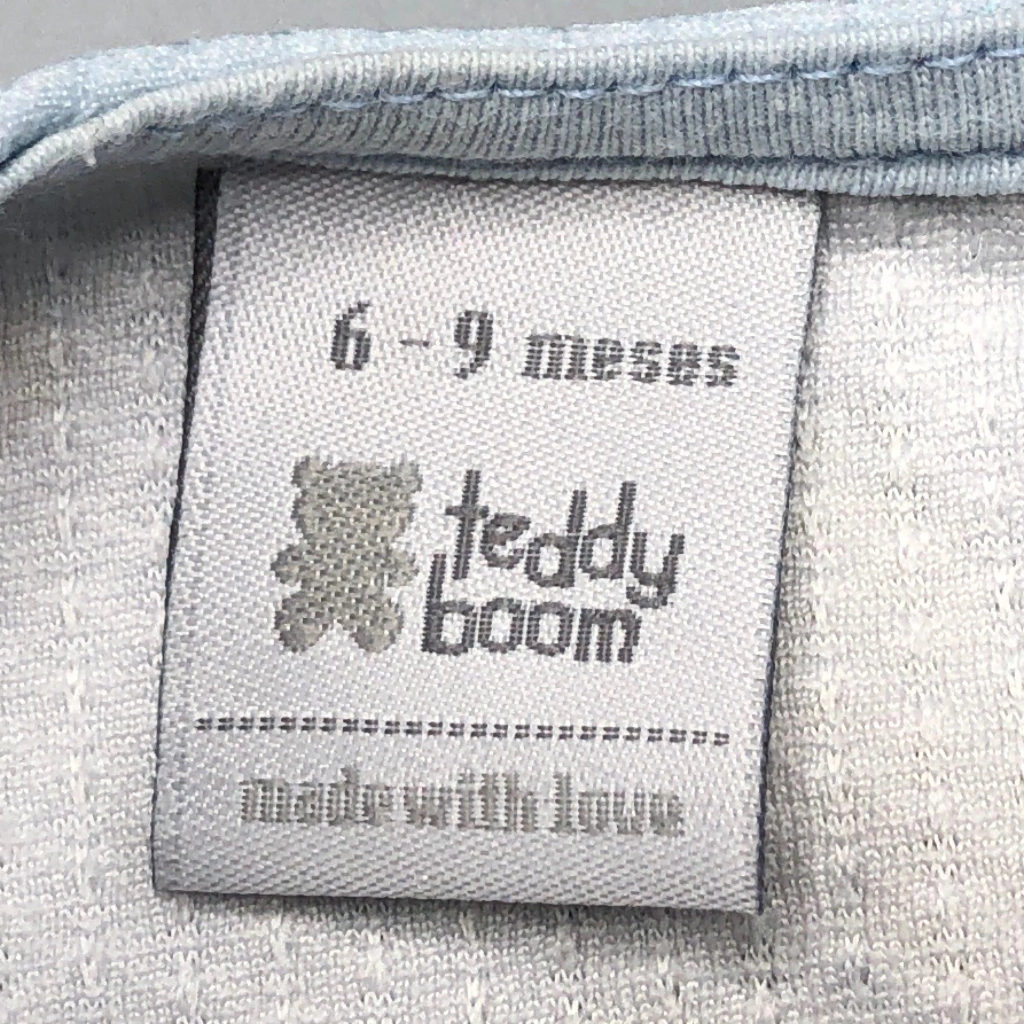 6 - 9 meses
teddy
boom
made with love